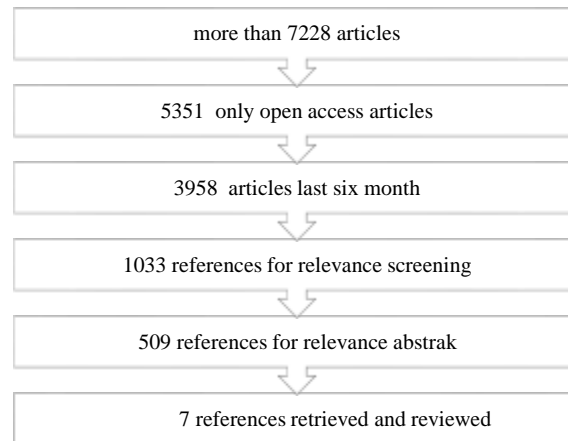 more than 7228 articles
5351 only open access articles
3958 articles last six month
1033 references for relevance screening
509 references for relevance abstrak
7 references retrieved and reviewed